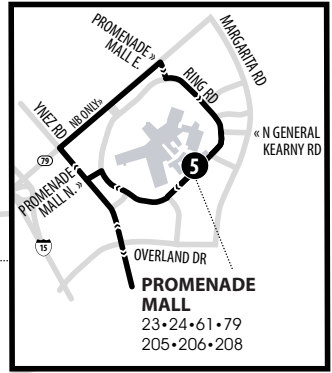 PROMENADE »
MALL E.
MARGARITA RD
RING RD
YNEZ RD
NB ONLY»
« N GENERAL
KEARNY RD
79
PROMENADE
MALL N. »
5
15
OVERLAND DR
PROMENADE
MALL
23•24•61•79
205•206•208